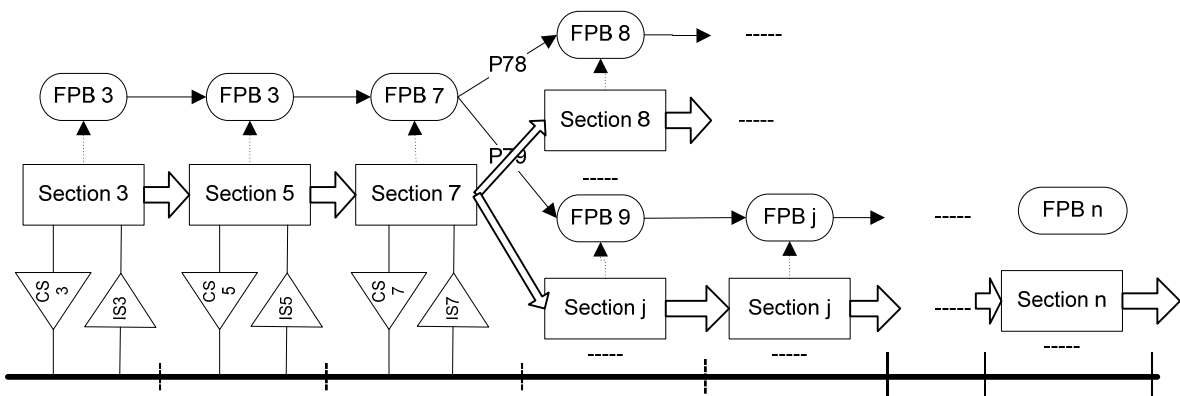 FPB 8
-----
P78
FPB 3
FPB 3
FPB 7
Section 8
-----
P79
Section 3
Section 5
Section 7
-----
FPB 9
FPB j
-----
FPB n
CS 3
IS3
CS 5
IS5
CS 7
IS7
Section j
Section j
-----
Section n
-----
-----
-----